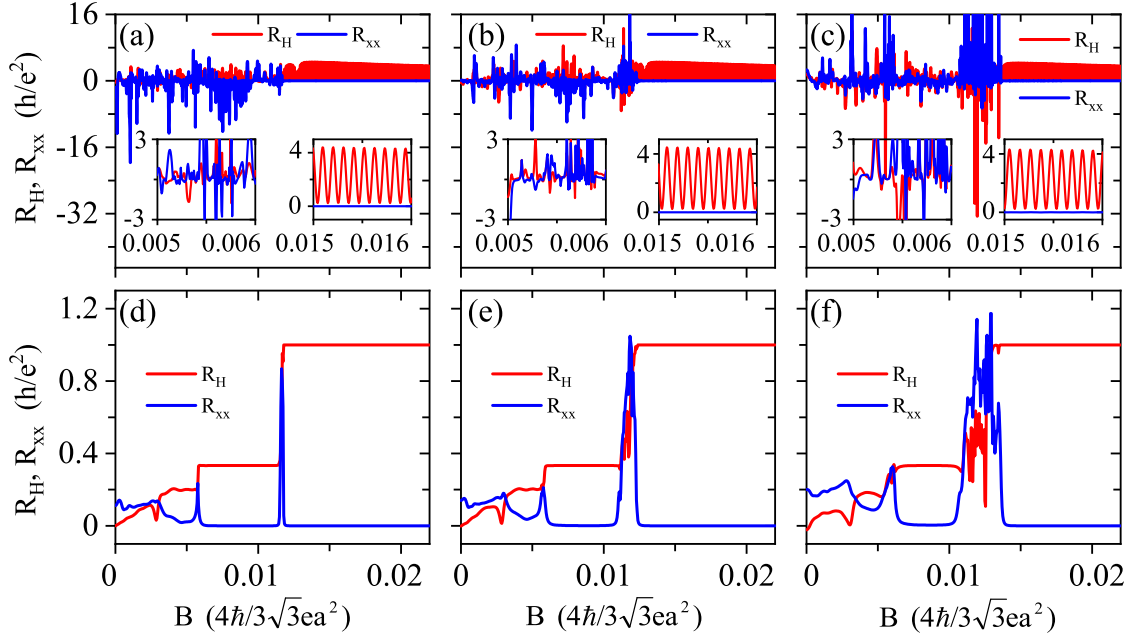 16
0
-16
-32
R_H, R_xx (h/e²)
(a) R_H R_xx
3
-3
0.005 0.006
4
0
0.015 0.016
(b) R_H R_xx
3
-3
0.005 0.006
4
0
0.015 0.016
(c) R_H
R_xx
3
-3
0.005 0.006
4
0
0.015 0.016
1.2
0.8
0.4
0
R_H, R_xx (h/e²)
(d)
R_H
R_xx
0 0.01 0.02
B (4ℏ/3√3ea²)
(e)
R_H
R_xx
0 0.01 0.02
B (4ℏ/3√3ea²)
(f)
R_H
R_xx
0 0.01 0.02
B (4ℏ/3√3ea²)